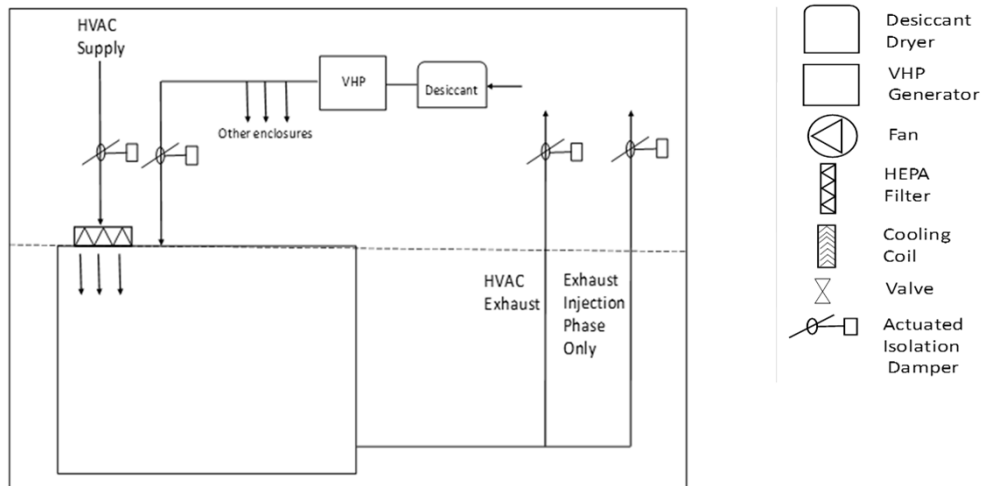 HVAC
Supply
VHP
Desiccant
Other enclosures
HVAC
Exhaust
Exhaust
Injection
Phase
Only
Desiccant
Dryer
VHP
Generator
Fan
HEPA
Filter
Cooling
Coil
Valve
Actuated
Isolation
Damper